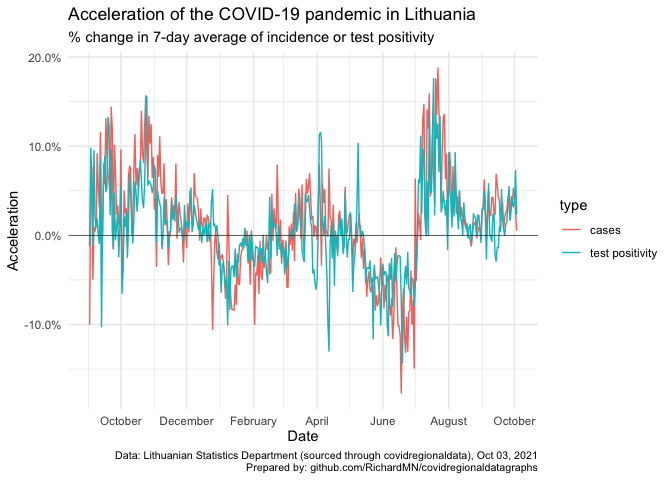 Acceleration of the COVID-19 pandemic in Lithuania
% change in 7-day average of incidence or test positivity
20.0%
10.0%
0.0%
-10.0%
Acceleration
October December February April June August October
Date
type
cases
test positivity
Data: Lithuanian Statistics Department (sourced through covidregionaldata), Oct 03, 2021
Prepared by: github.com/RichardMN/covidregionaldatagraphs